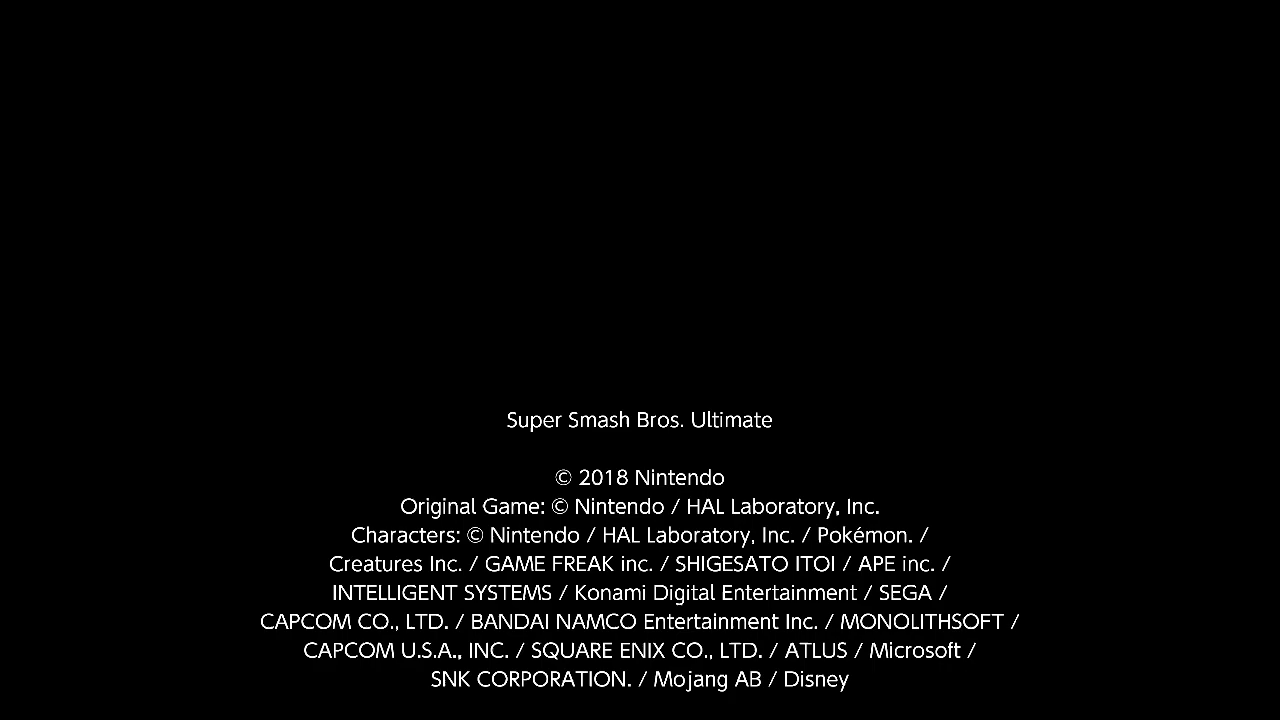 Super Smash Bros. Ultimate
© 2018 Nintendo
Original Game: © Nintendo / HAL Laboratory, Inc.
Characters: © Nintendo / HAL Laboratory, Inc. / Pokémon. /
Creatures Inc. / GAME FREAK inc. / SHIGESATO ITOI / APE inc. /
INTELLIGENT SYSTEMS / Konami Digital Entertainment / SEGA /
CAPCOM CO., LTD. / BANDAI NAMCO Entertainment Inc. / MONOLITHSOFT /
CAPCOM U.S.A., INC. / SQUARE ENIX CO., LTD. / ATLUS / Microsoft /
SNK CORPORATION. / Mojang AB / Disney